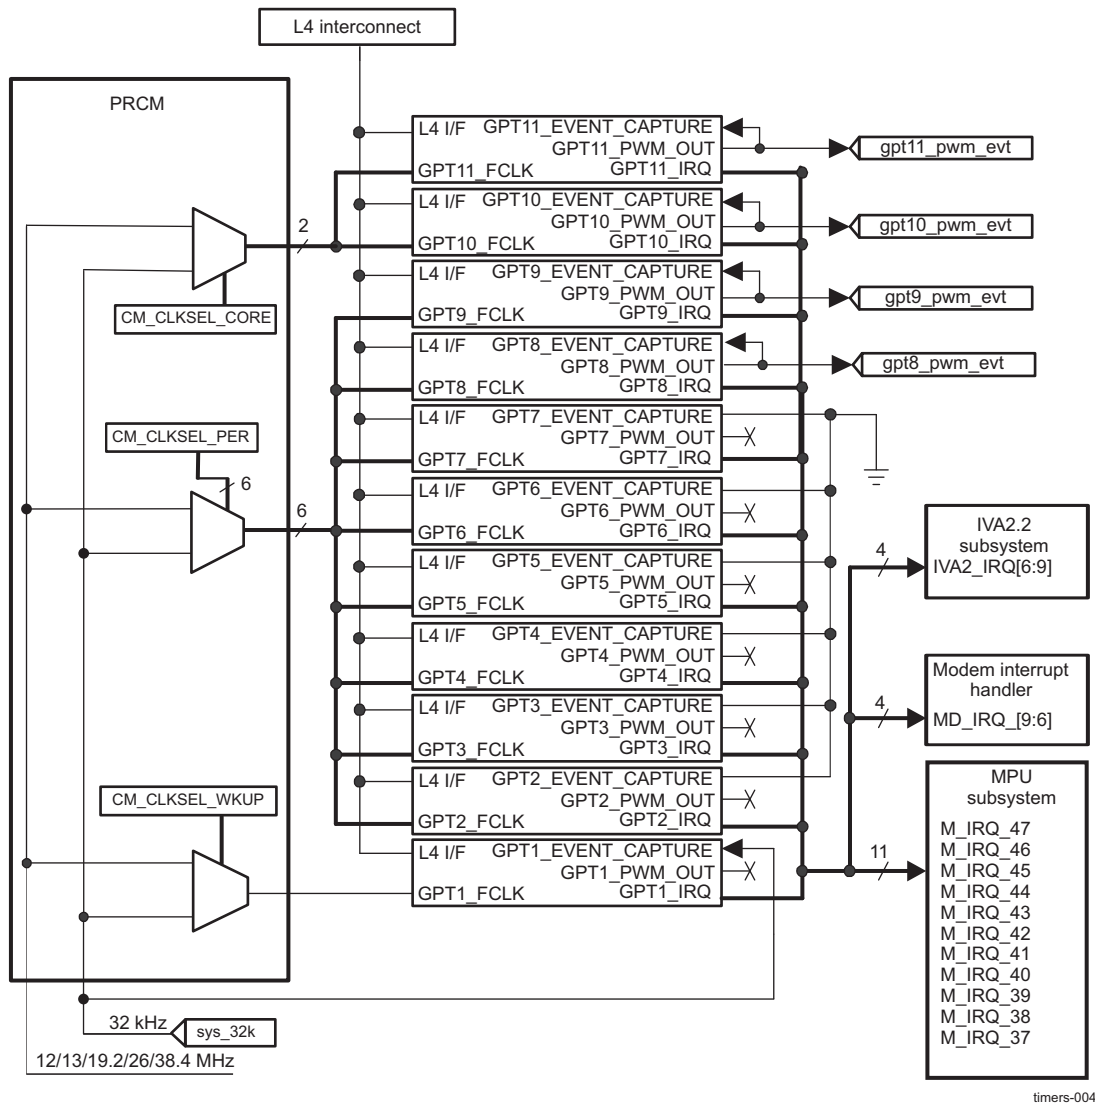 L4 interconnect
PRCM
L4 I/F GPT11_EVENT_CAPTURE
GPT11_PWM_OUT
GPT11_FCLK GPT11_IRQ
gpt11_pwm_evt
L4 I/F GPT10_EVENT_CAPTURE
GPT10_PWM_OUT
GPT10_FCLK GPT10_IRQ
gpt10_pwm_evt
2
CM_CLKSEL_CORE
L4 I/F GPT9_EVENT_CAPTURE
GPT9_PWM_OUT
GPT9_FCLK GPT9_IRQ
gpt9_pwm_evt
L4 I/F GPT8_EVENT_CAPTURE
GPT8_PWM_OUT
GPT8_FCLK GPT8_IRQ
gpt8_pwm_evt
L4 I/F GPT7_EVENT_CAPTURE
GPT7_PWM_OUT
GPT7_FCLK GPT7_IRQ
CM_CLKSEL_PER
6
6
L4 I/F GPT6_EVENT_CAPTURE
GPT6_PWM_OUT
GPT6_FCLK GPT6_IRQ
L4 I/F GPT5_EVENT_CAPTURE
GPT5_PWM_OUT
GPT5_FCLK GPT5_IRQ
L4 I/F GPT4_EVENT_CAPTURE
GPT4_PWM_OUT
GPT4_FCLK GPT4_IRQ
L4 I/F GPT3_EVENT_CAPTURE
GPT3_PWM_OUT
GPT3_FCLK GPT3_IRQ
L4 I/F GPT2_EVENT_CAPTURE
GPT2_PWM_OUT
GPT2_FCLK GPT2_IRQ
CM_CLKSEL_WKUP
L4 I/F GPT1_EVENT_CAPTURE
GPT1_PWM_OUT
GPT1_FCLK GPT1_IRQ
4
IVA2.2
subsystem
IVA2_IRQ[6:9]
4
Modem interrupt
handler
MD_IRQ_[9:6]
11
MPU
subsystem
M_IRQ_47
M_IRQ_46
M_IRQ_45
M_IRQ_44
M_IRQ_43
M_IRQ_42
M_IRQ_41
M_IRQ_40
M_IRQ_39
M_IRQ_38
M_IRQ_37
32 kHz
sys_32k
12/13/19.2/26/38.4 MHz
timers-004